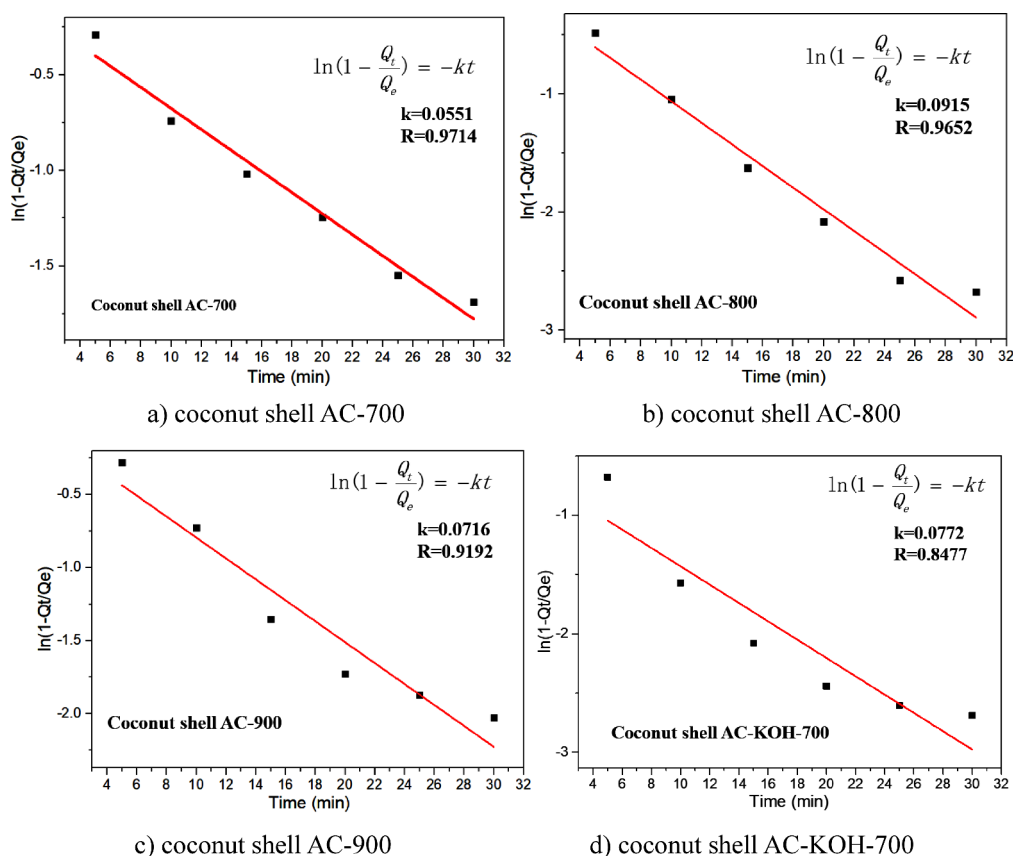 ln(1 - Qt/Qe) = -kt
k=0.0551
R=0.9714
ln(1-Qt/Qe)
-0.5
-1.0
-1.5
Coconut shell AC-700
4 6 8 10 12 14 16 18 20 22 24 26 28 30 32
Time (min)
a) coconut shell AC-700
ln(1 - Qt/Qe) = -kt
k=0.0915
R=0.9652
ln(1-Qt/Qe)
-1
-2
-3
Coconut shell AC-800
4 6 8 10 12 14 16 18 20 22 24 26 28 30 32
Time (min)
b) coconut shell AC-800
ln(1 - Qt/Qe) = -kt
k=0.0716
R=0.9192
ln(1-Qt/Qe)
-0.5
-1.0
-1.5
-2.0
Coconut shell AC-900
4 6 8 10 12 14 16 18 20 22 24 26 28 30 32
Time (min)
c) coconut shell AC-900
ln(1 - Qt/Qe) = -kt
k=0.0772
R=0.8477
ln(1-Qt/Qe)
-1
-2
-3
Coconut shell AC-KOH-700
4 6 8 10 12 14 16 18 20 22 24 26 28 30 32
Time (min)
d) coconut shell AC-KOH-700